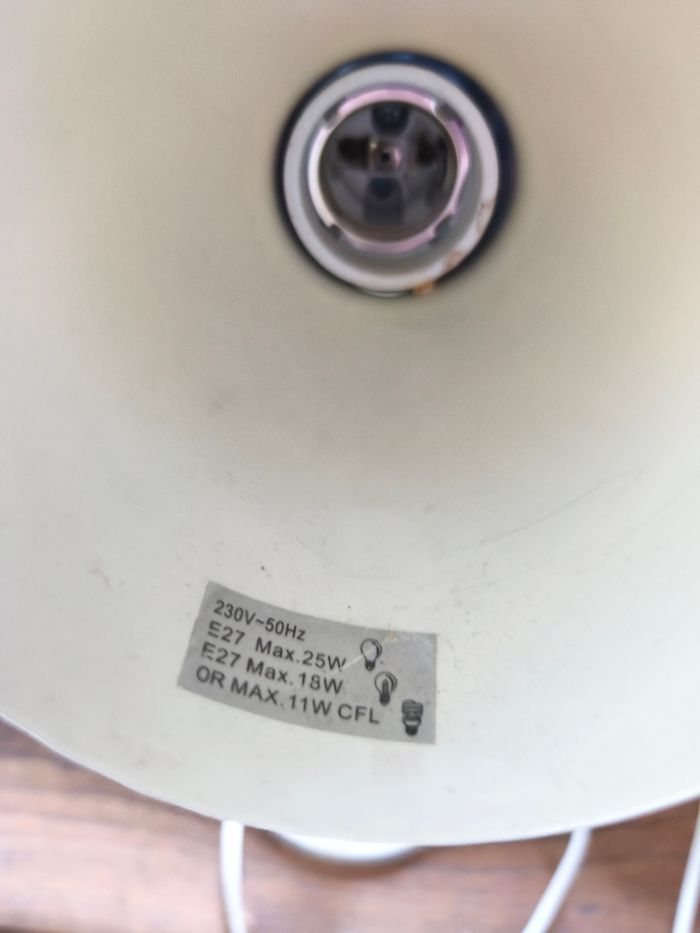 230V~50Hz
E27 Max.25W
E27 Max.18W
OR MAX.11W CFL